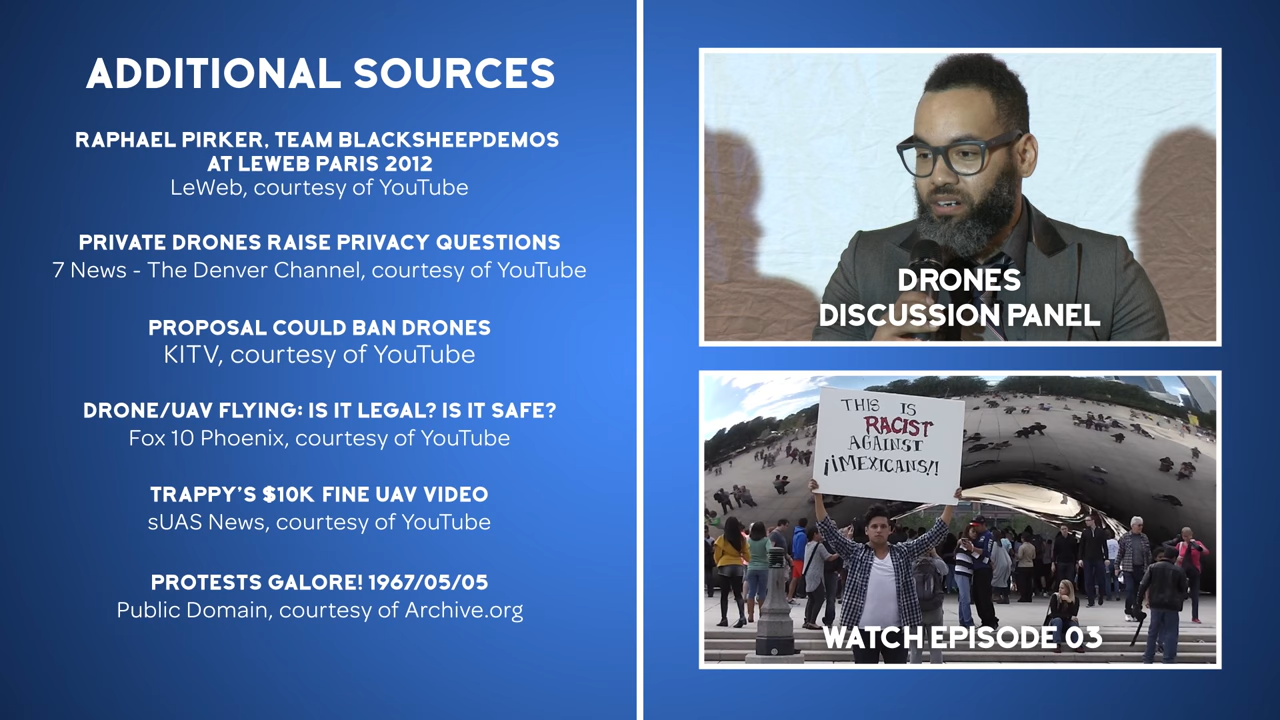 ADDITIONAL SOURCES
RAPHAEL PIRKER, TEAM BLACKSHEEPDEMOS
AT LEWEB PARIS 2012
LeWeb, courtesy of YouTube
PRIVATE DRONES RAISE PRIVACY QUESTIONS
7 News - The Denver Channel, courtesy of YouTube
PROPOSAL COULD BAN DRONES
KITV, courtesy of YouTube
DRONE/UAV FLYING: IS IT LEGAL? IS IT SAFE?
Fox 10 Phoenix, courtesy of YouTube
TRAPPY'S $10K FINE UAV VIDEO
sUAS News, courtesy of YouTube
PROTESTS GALORE! 1967/05/05
Public Domain, courtesy of Archive.org
DRONES
DISCUSSION PANEL
THIS IS
RACIST
AGAINST
¡¡MEXICANS!!
WATCH EPISODE 03